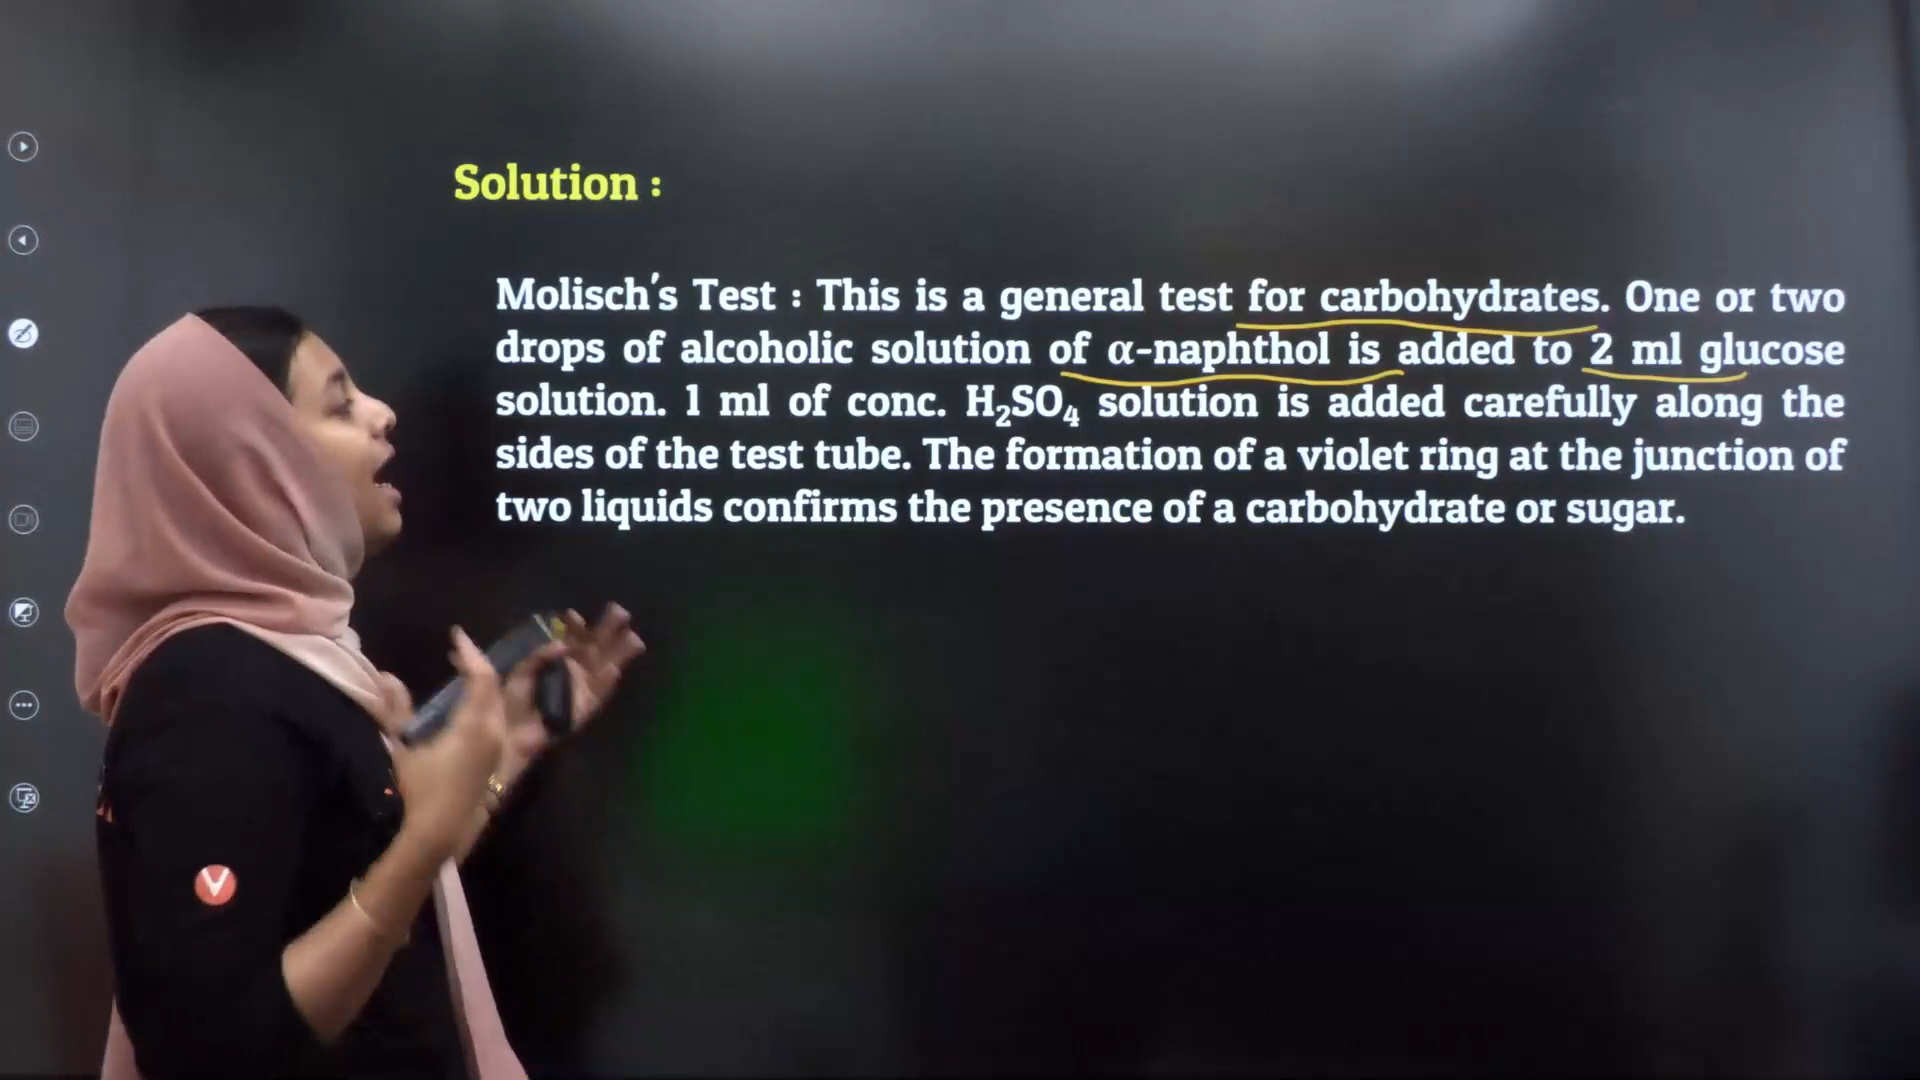 Solution :
Molisch's Test : This is a general test for carbohydrates. One or two
drops of alcoholic solution of α-naphthol is added to 2 ml glucose
solution. 1 ml of conc. H₂SO₄ solution is added carefully along the
sides of the test tube. The formation of a violet ring at the junction of
two liquids confirms the presence of a carbohydrate or sugar.
V